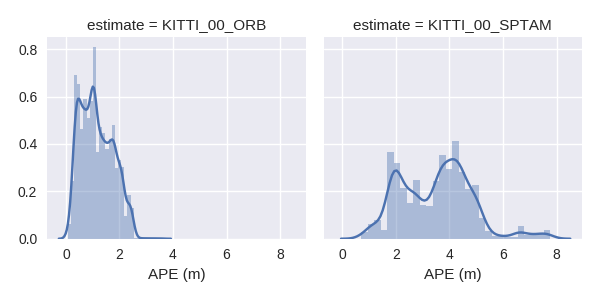 estimate = KITTI_00_ORB estimate = KITTI_00_SPTAM
0.8
0.6
0.4
0.2
0.0
0 2 4 6 8 0 2 4 6 8
APE (m) APE (m)